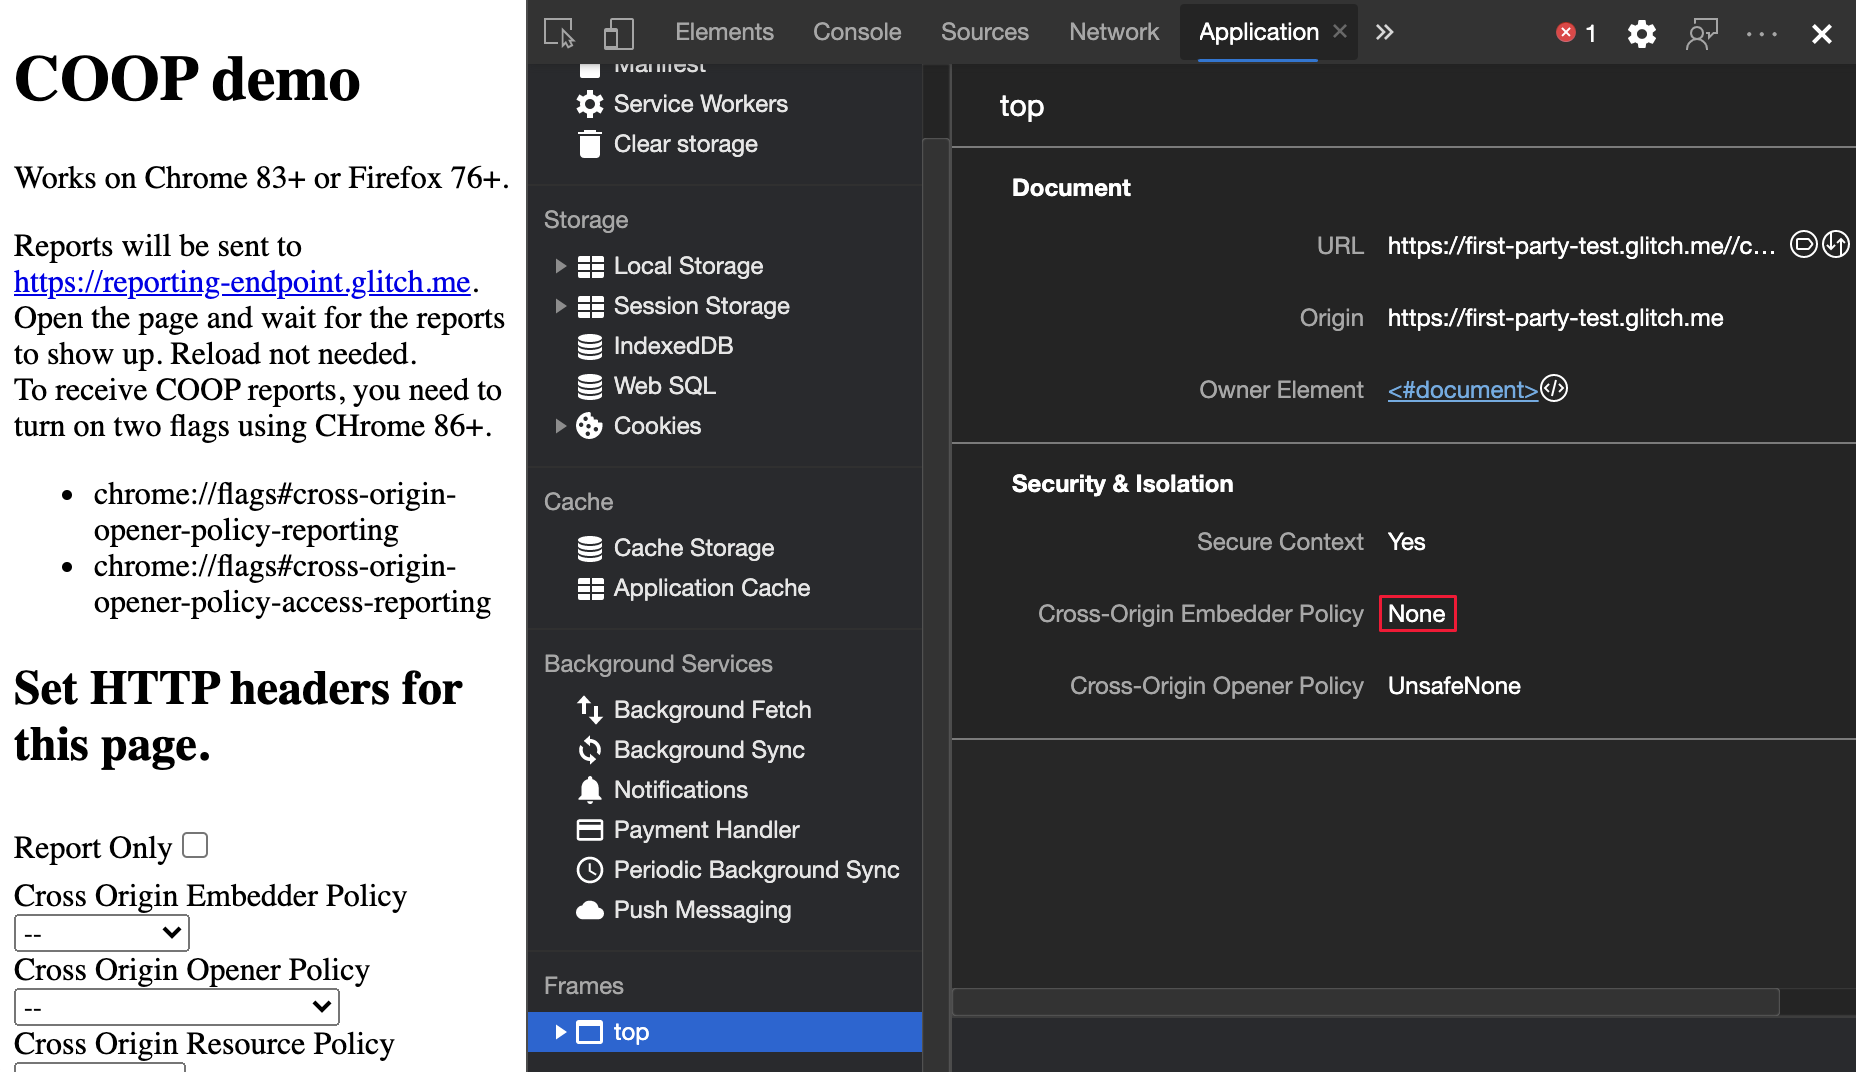 COOP demo
Works on Chrome 83+ or Firefox 76+.
Reports will be sent to
https://reporting-endpoint.glitch.me.
Open the page and wait for the reports
to show up. Reload not needed.
To receive COOP reports, you need to
turn on two flags using CHrome 86+.
• chrome://flags#cross-origin-
opener-policy-reporting
• chrome://flags#cross-origin-
opener-policy-access-reporting
Set HTTP headers for
this page.
Report Only
Cross Origin Embedder Policy
--
Cross Origin Opener Policy
--
Cross Origin Resource Policy
Elements Console Sources Network Application 1
Manifest
Service Workers
Clear storage
Storage
Local Storage
Session Storage
IndexedDB
Web SQL
Cookies
Cache
Cache Storage
Application Cache
Background Services
Background Fetch
Background Sync
Notifications
Payment Handler
Periodic Background Sync
Push Messaging
Frames
top
top
Document
URL https://first-party-test.glitch.me//c...
Origin https://first-party-test.glitch.me
Owner Element <#document>
Security & Isolation
Secure Context Yes
Cross-Origin Embedder Policy None
Cross-Origin Opener Policy UnsafeNone